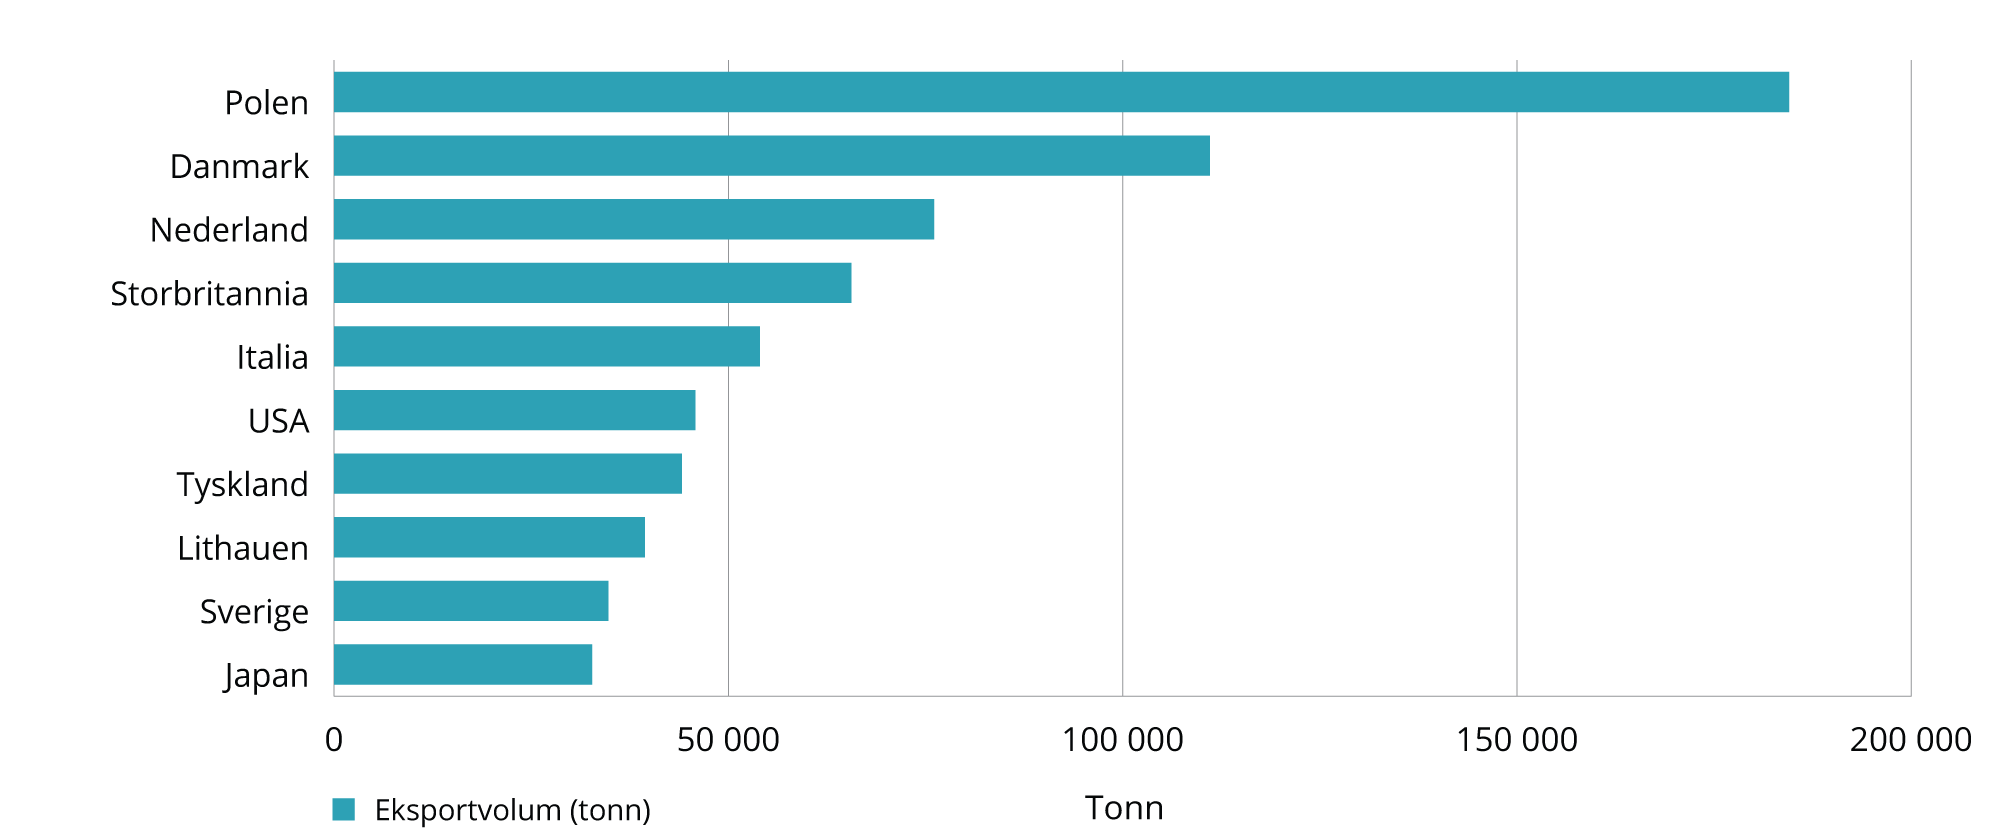 Polen
Danmark
Nederland
Storbritannia
Italia
USA
Tyskland
Lithauen
Sverige
Japan
0 50 000 100 000 150 000 200 000
Tonn
Eksportvolum (tonn)